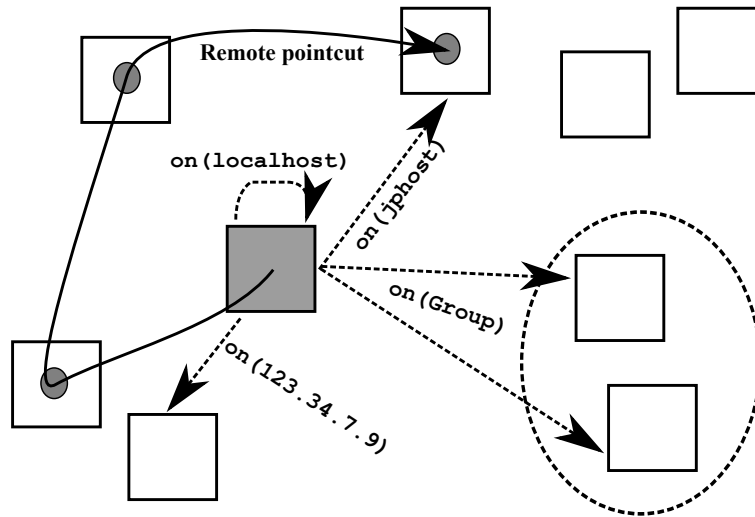 Remote pointcut
on(localhost)
on(jphost)
on(Group)
on(123.34.7.9)